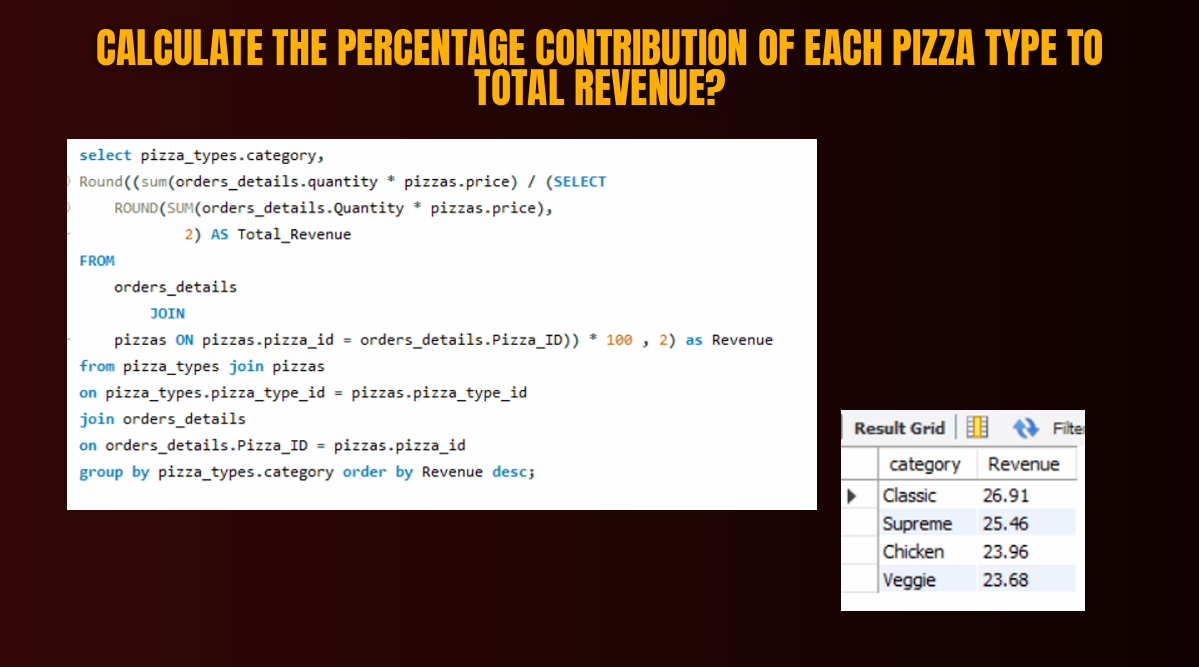 CALCULATE THE PERCENTAGE CONTRIBUTION OF EACH PIZZA TYPE TO
TOTAL REVENUE?
select pizza_types.category,
Round((sum(orders_details.quantity * pizzas.price) / (SELECT
ROUND(SUM(orders_details.Quantity * pizzas.price),
2) AS Total_Revenue
FROM
orders_details
JOIN
pizzas ON pizzas.pizza_id = orders_details.Pizza_ID)) * 100 , 2) as Revenue
from pizza_types join pizzas
on pizza_types.pizza_type_id = pizzas.pizza_type_id
join orders_details
on orders_details.Pizza_ID = pizzas.pizza_id
group by pizza_types.category order by Revenue desc;
Result Grid Filte
category Revenue
Classic 26.91
Supreme 25.46
Chicken 23.96
Veggie 23.68